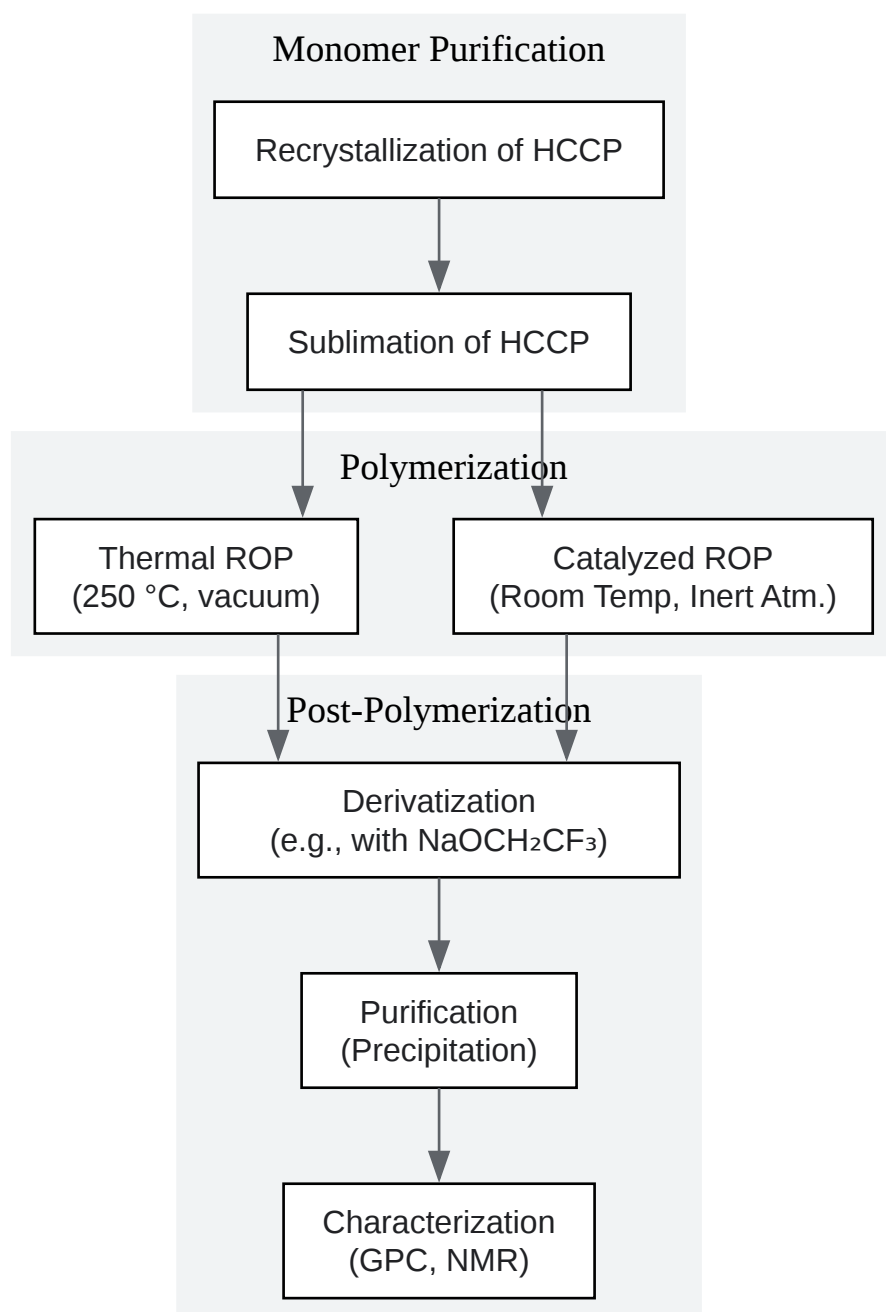 Monomer Purification
Recrystallization of HCCP
Sublimation of HCCP
Polymerization
Thermal ROP
(250 °C, vacuum)
Catalyzed ROP
(Room Temp, Inert Atm.)
Post-Polymerization
Derivatization
(e.g., with NaOCH₂CF₃)
Purification
(Precipitation)
Characterization
(GPC, NMR)